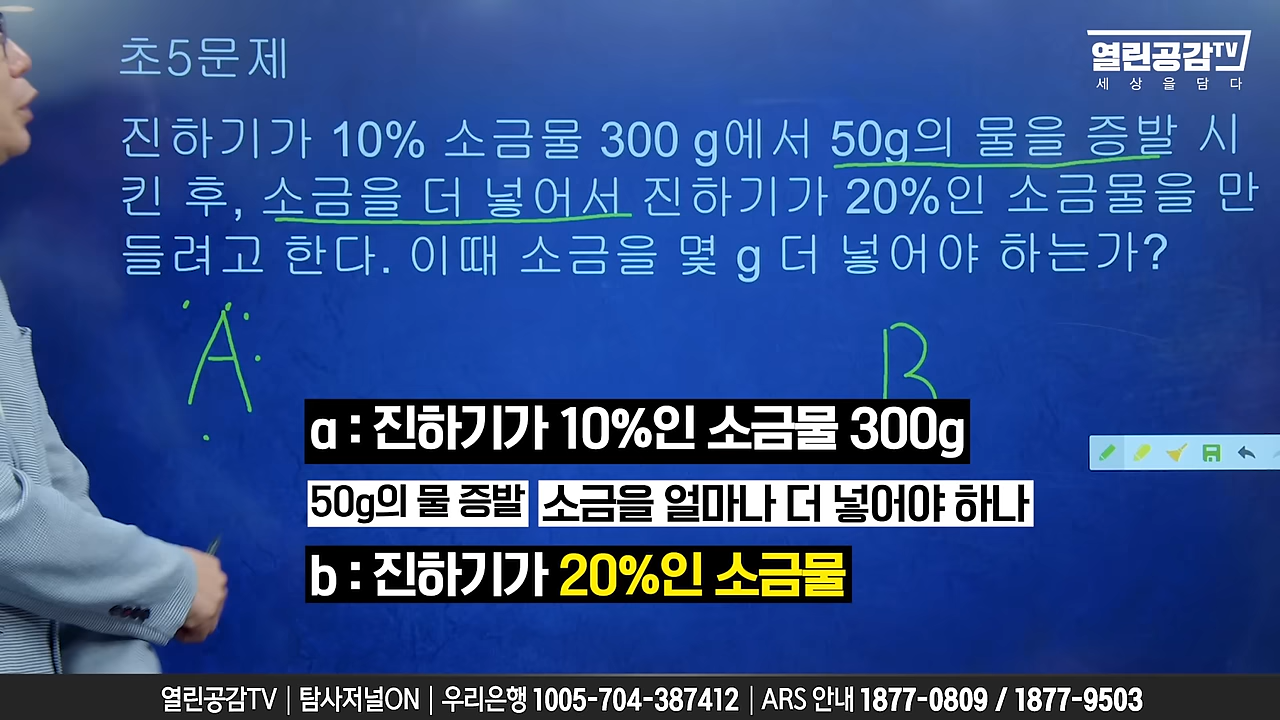 초5문제
열린공감TV
세상을담다
진하기가 10% 소금물 300 g에서 50g의 물을 증발 시
킨 후, 소금을 더 넣어서 진하기가 20%인 소금물을 만
들려고 한다. 이때 소금을 몇 g 더 넣어야 하는가?
A
B
a : 진하기가 10%인 소금물 300g
50g의 물 증발 소금을 얼마나 더 넣어야 하나
b : 진하기가 20%인 소금물
열린공감TV | 탐사저널ON | 우리은행 1005-704-387412 | ARS 안내 1877-0809 / 1877-9503